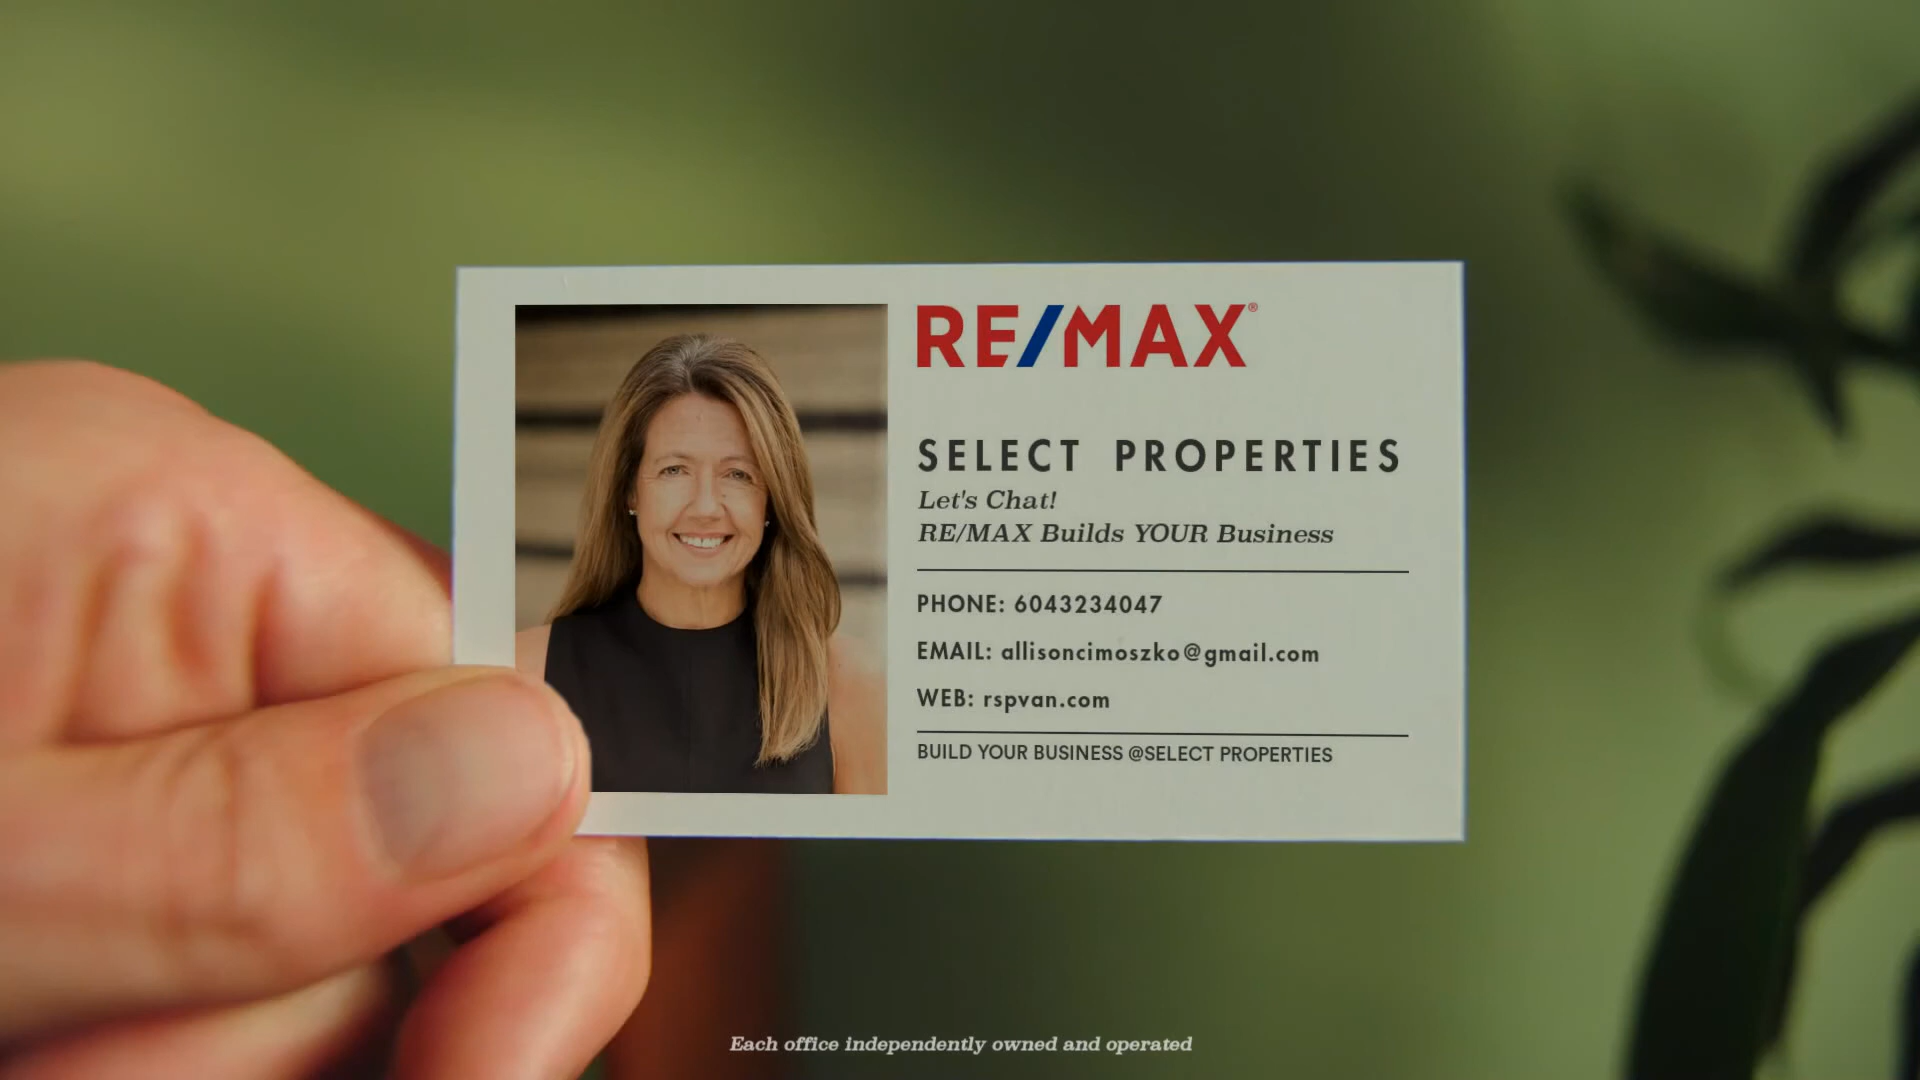 RE/MAX®
SELECT PROPERTIES
Let's Chat!
RE/MAX Builds YOUR Business
PHONE: 6043234047
EMAIL: allisoncimoszko@gmail.com
WEB: rspvan.com
BUILD YOUR BUSINESS @SELECT PROPERTIES
Each office independently owned and operated